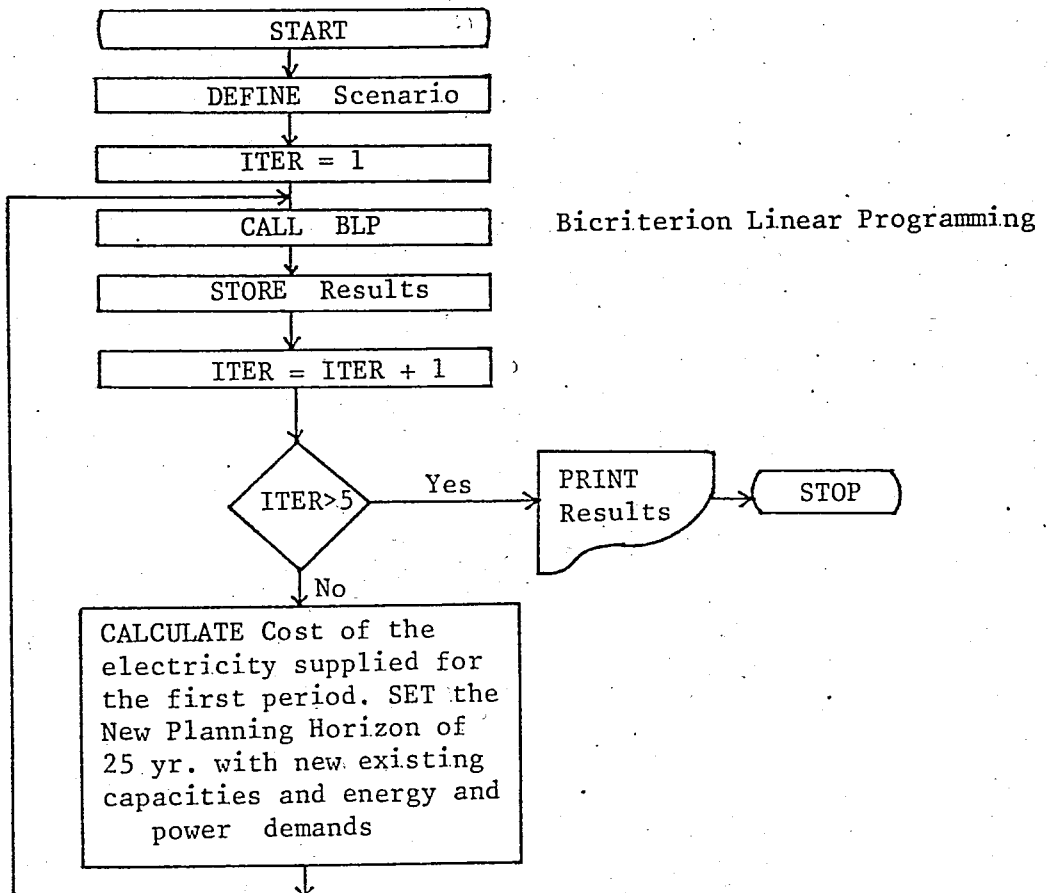 START
DEFINE Scenario
ITER = 1
CALL BLP
Bicriterion Linear Programming
STORE Results
ITER = ITER + 1
ITER>5
Yes
PRINT
Results
STOP
No
CALCULATE Cost of the
electricity supplied for
the first period. SET the
New Planning Horizon of
25 yr. with new existing
capacities and energy and
power demands